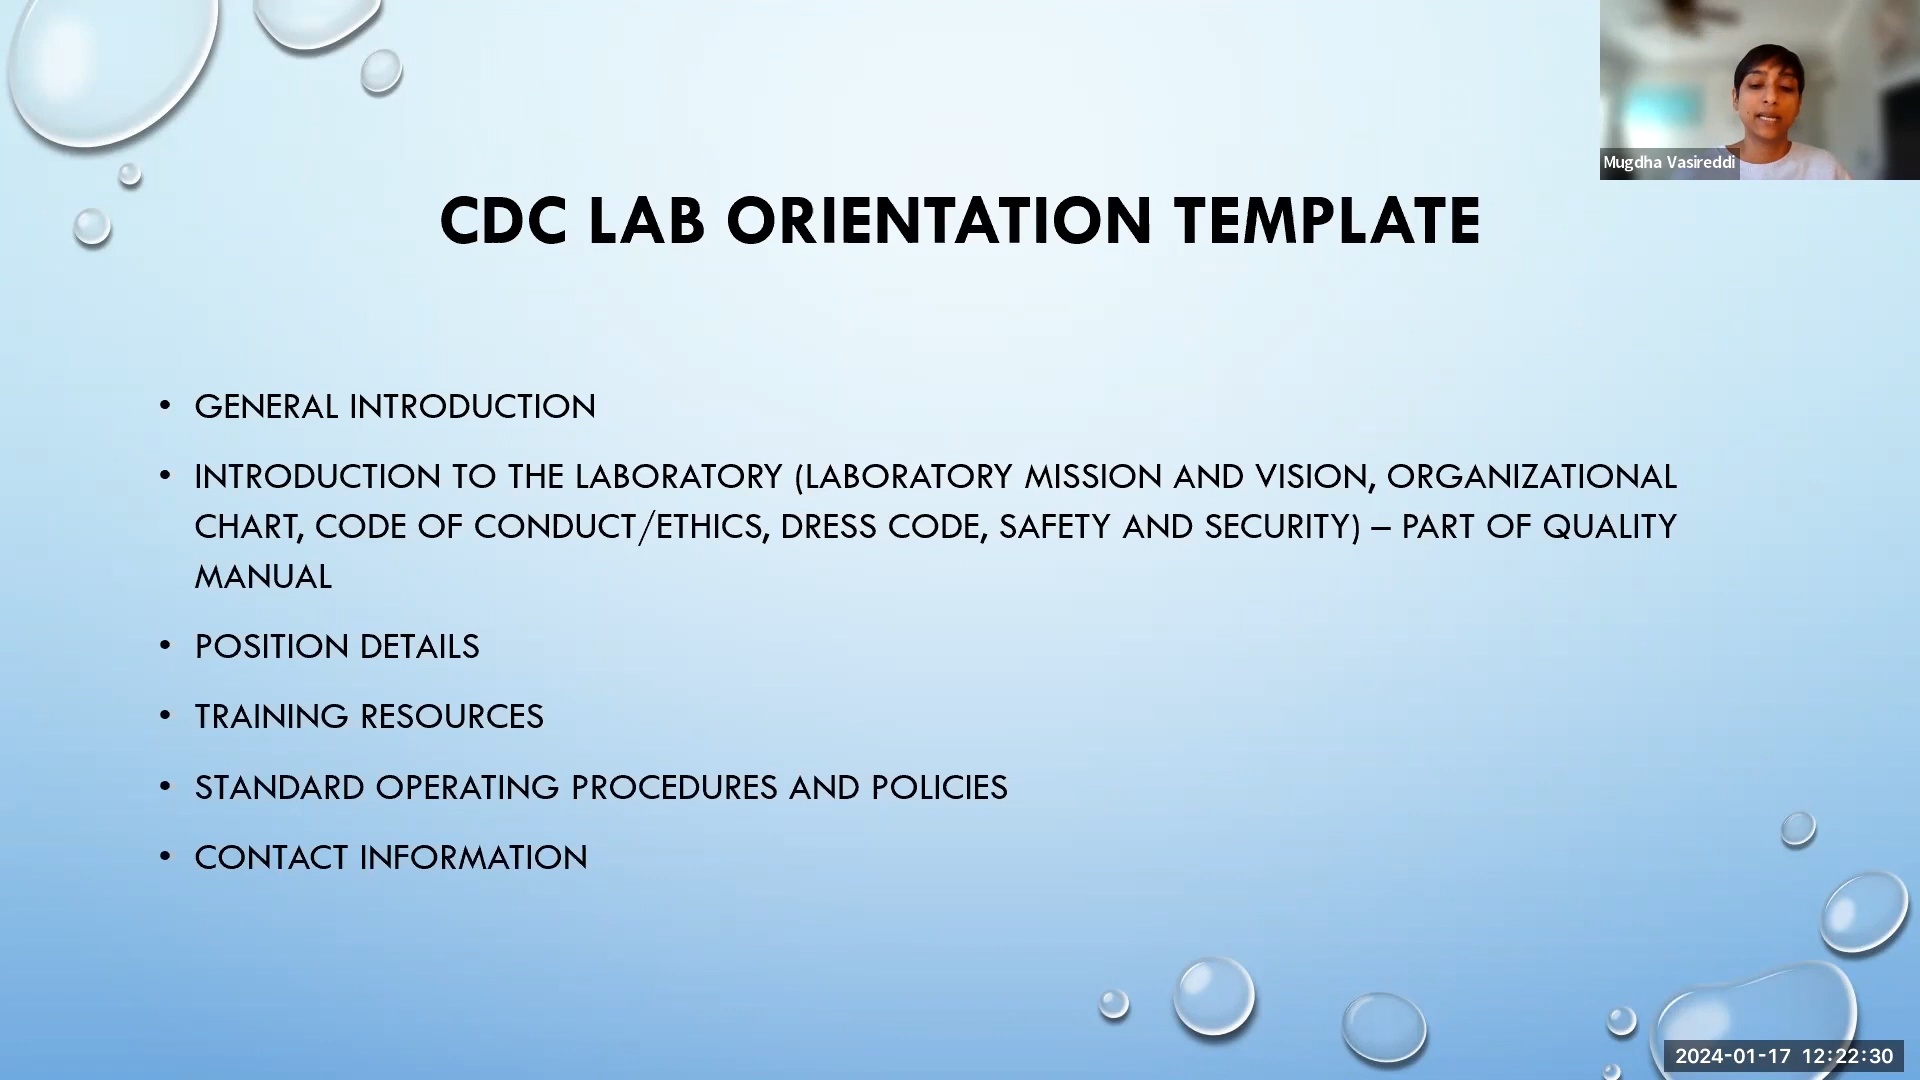 Mugdha Vasireddi
CDC LAB ORIENTATION TEMPLATE
• GENERAL INTRODUCTION
• INTRODUCTION TO THE LABORATORY (LABORATORY MISSION AND VISION, ORGANIZATIONAL
CHART, CODE OF CONDUCT/ETHICS, DRESS CODE, SAFETY AND SECURITY) – PART OF QUALITY
MANUAL
• POSITION DETAILS
• TRAINING RESOURCES
• STANDARD OPERATING PROCEDURES AND POLICIES
• CONTACT INFORMATION
2024-01-17 12:22:30